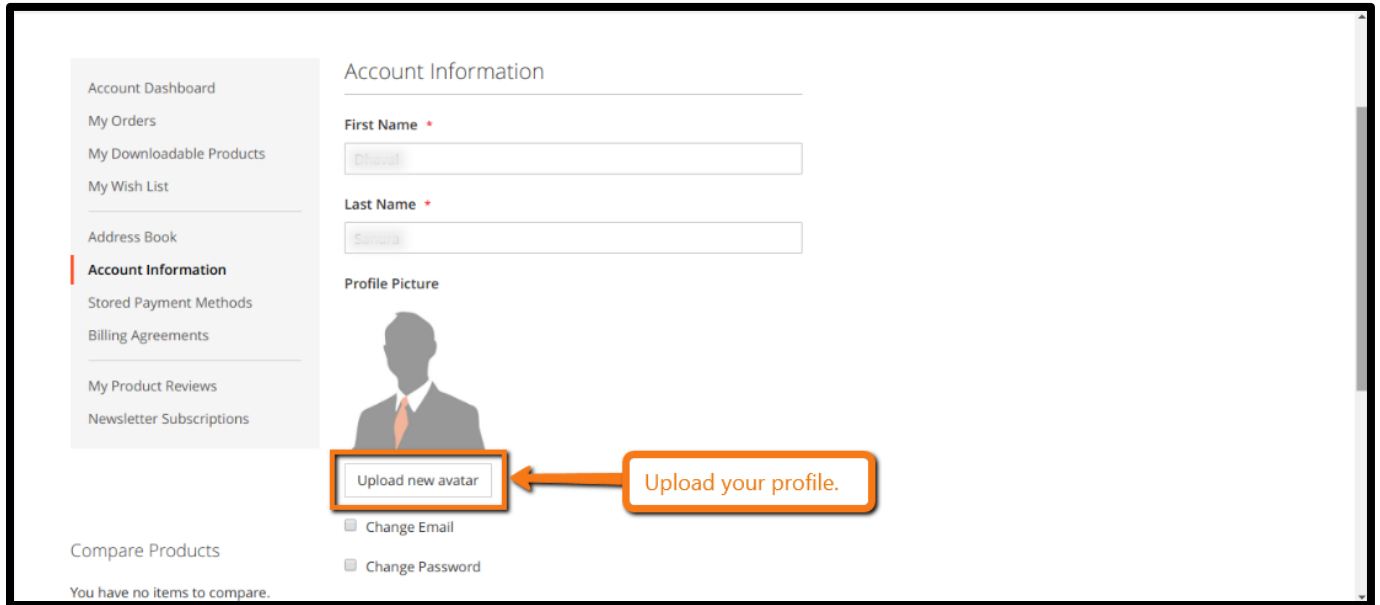 Account Dashboard
My Orders
My Downloadable Products
My Wish List
Address Book
Account Information
Stored Payment Methods
Billing Agreements
My Product Reviews
Newsletter Subscriptions
Compare Products
You have no items to compare.
Account Information
First Name *
Last Name *
Profile Picture
Upload new avatar
Upload your profile.
Change Email
Change Password